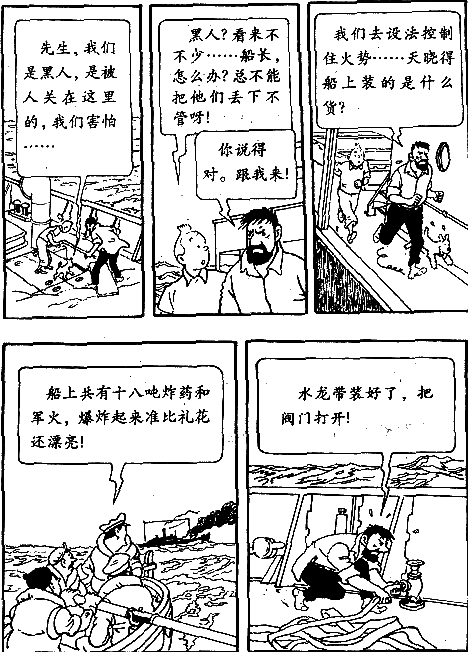 先生，我们
是黑人，是被
人关在这里
的，我们害怕
……
黑人？看来不
不少……船长，
怎么办？总不能
把他们丢下不
管呀！
你说得
对。跟我来！
我们去设法控制
住火势……天晓得
船上装的是什么
货？
船上共有十八吨炸药和
军火，爆炸起来准比礼花
还漂亮！
水龙带装好了，把
阀门打开！